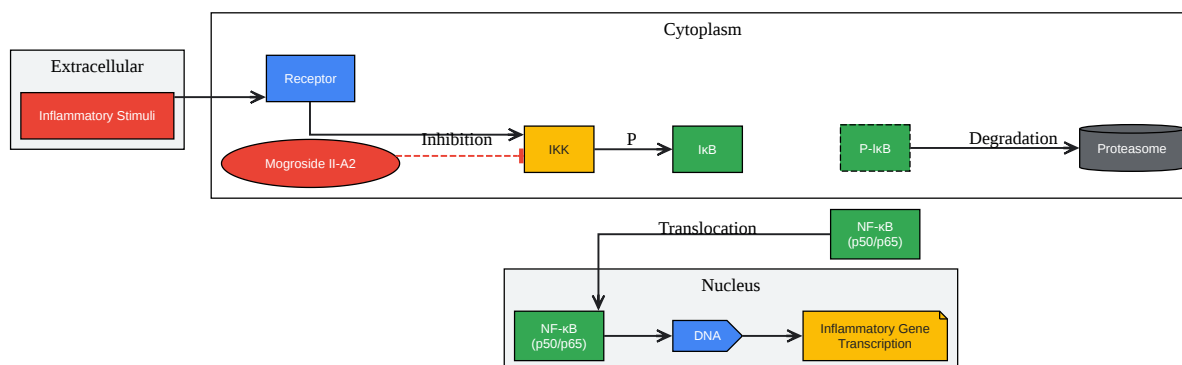 Cytoplasm
Extracellular
Receptor
Inflammatory Stimuli
Inhibition
Mogroside II-A2
IKK
P
IκB
P-IκB
Degradation
Proteasome
Translocation
NF-κB
(p50/p65)
Nucleus
NF-κB
(p50/p65)
DNA
Inflammatory Gene
Transcription